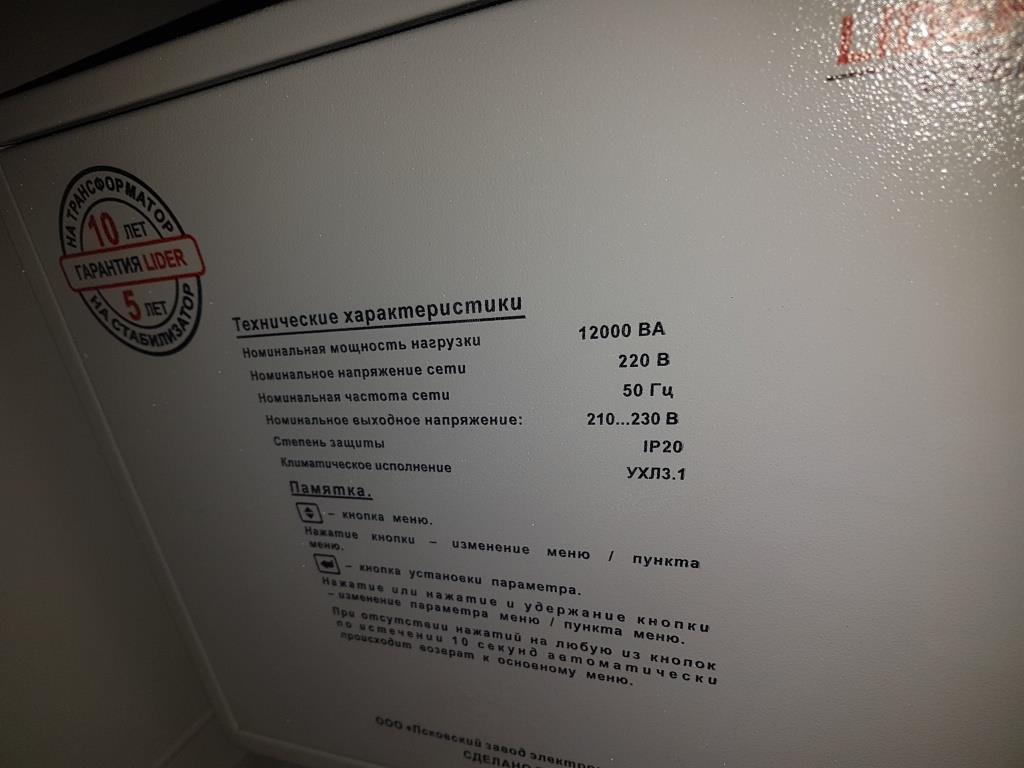 LIDER
НА ТРАНСФОРМАТОР
10 ЛЕТ
ГАРАНТИЯ LIDER
5 ЛЕТ
НА СТАБИЛИЗАТОР
Технические характеристики
Номинальная мощность нагрузки 12000 ВА
Номинальное напряжение сети 220 В
Номинальная частота сети 50 Гц
Номинальное выходное напряжение: 210...230 В
Степень защиты IP20
Климатическое исполнение УХЛ3.1
Памятка.
– кнопка меню.
Нажатие кнопки – изменение меню / пункта
меню.
– кнопка установки параметра.
Нажатие или нажатие и удержание кнопки
– изменение параметра меню / пункта меню.
При отсутствии нажатий на любую из кнопок
по истечении 10 секунд автоматически
происходит возврат к основному меню.
ООО «Псковский завод
СДЕЛАНО